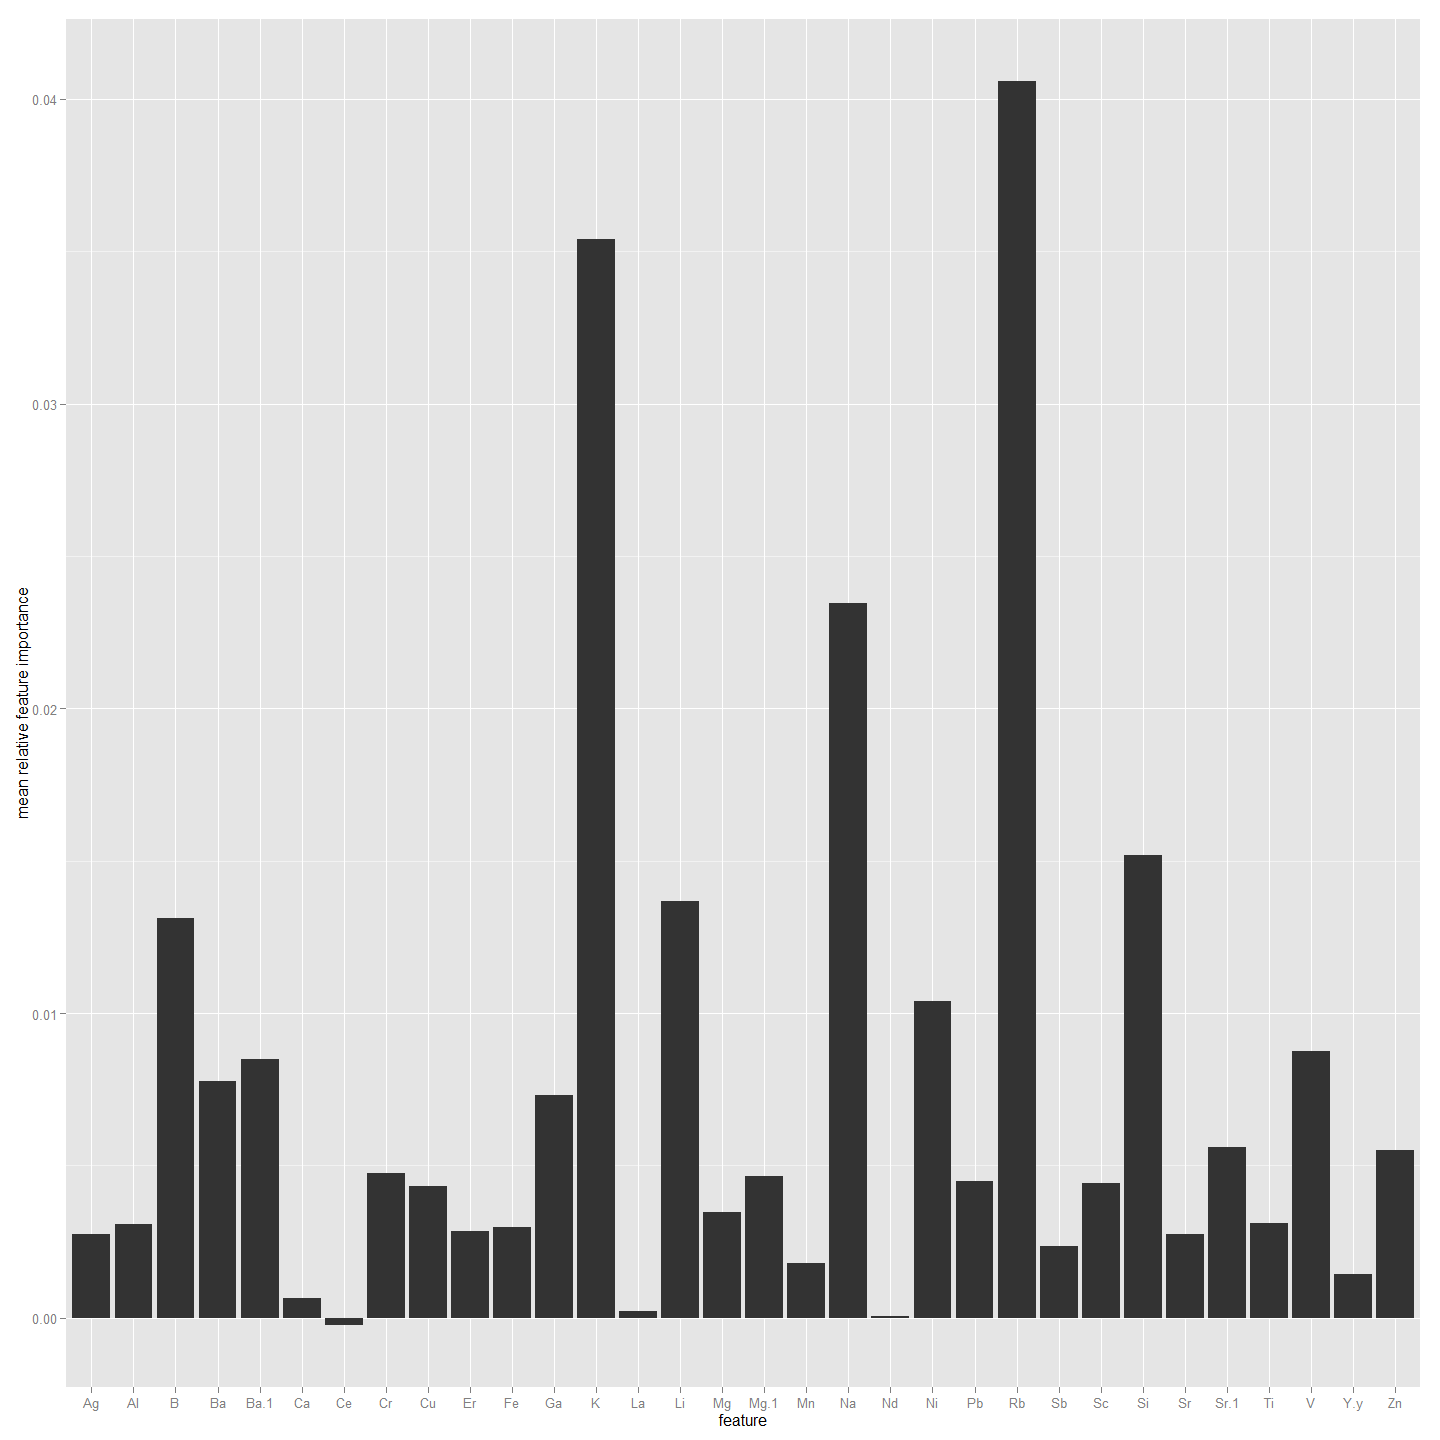 mean relative feature importance
0.04
0.03
0.02
0.01
0.00
Ag Al B Ba Ba.1 Ca Ce Cr Cu Er Fe Ga K La Li Mg Mg.1 Mn Na Nd Ni Pb Rb Sb Sc Si Sr Sr.1 Ti V Y.y Zn
feature